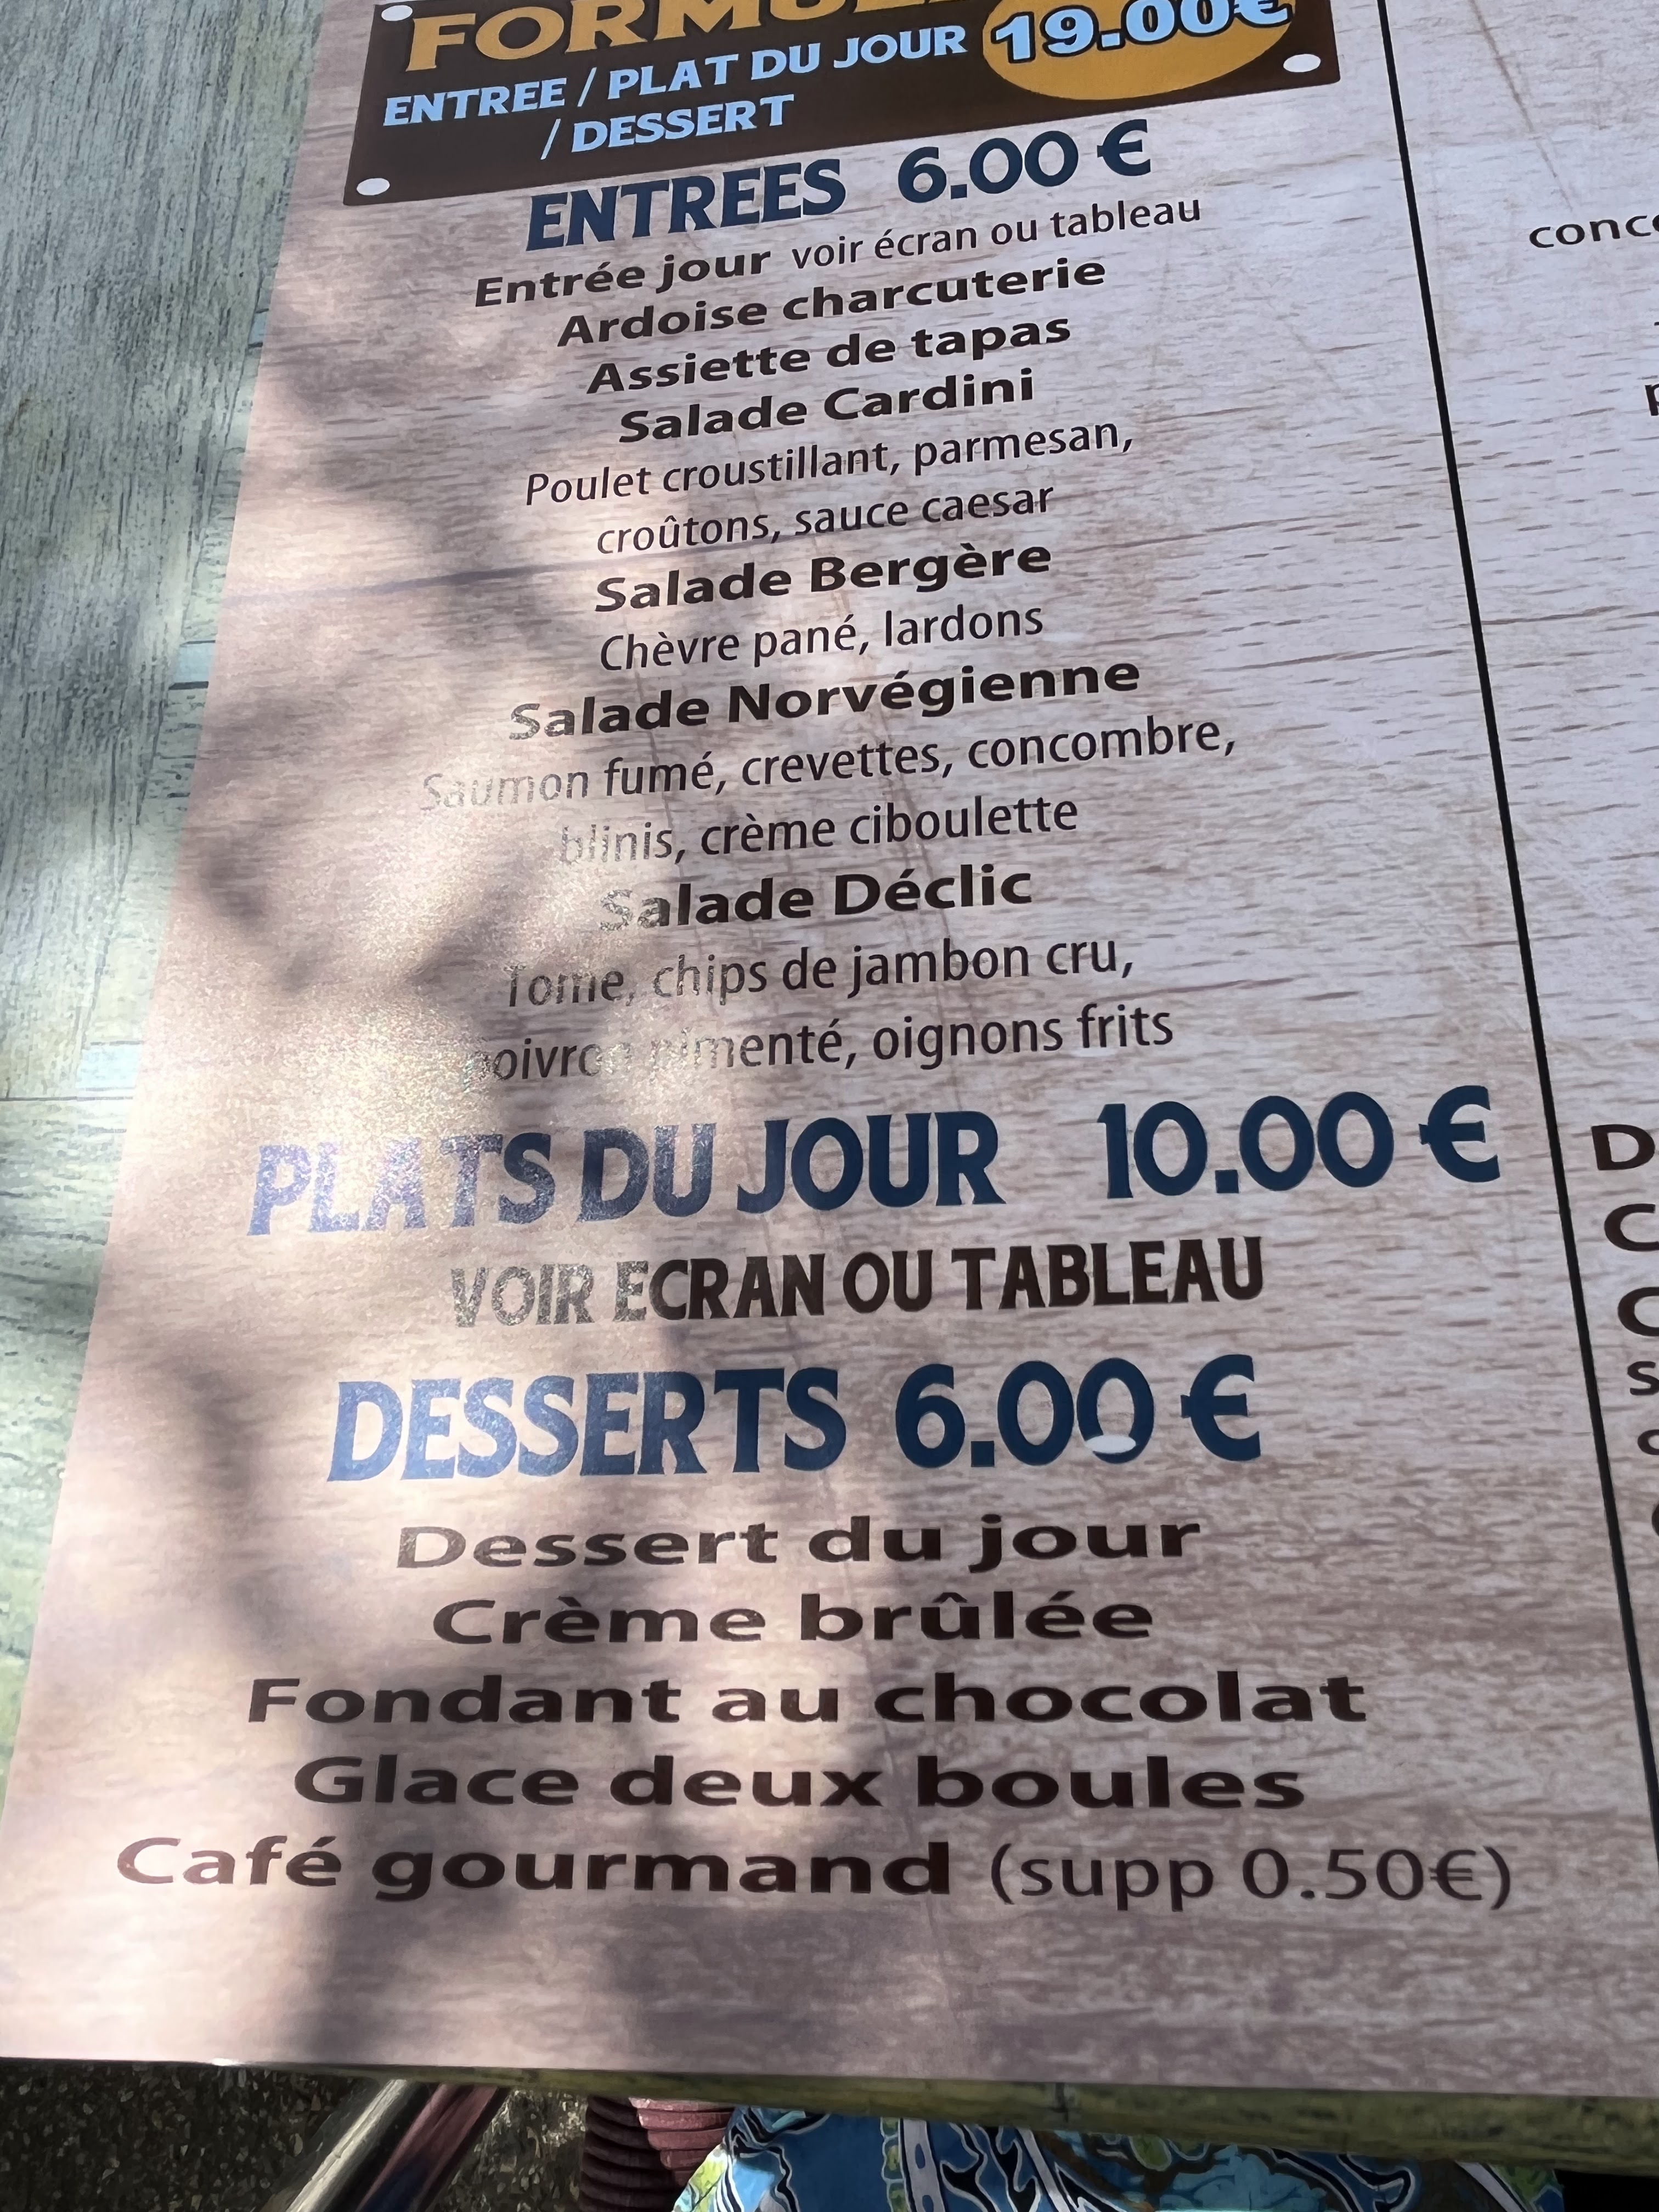 19.00€
ENTREE / PLAT DU JOUR
/ DESSERT
ENTREES 6.00 €
Entrée jour voir écran ou tableau
Ardoise charcuterie
Assiette de tapas
Salade Cardini
Poulet croustillant, parmesan,
croûtons, sauce caesar
Salade Bergère
Chèvre pané, lardons
Salade Norvégienne
Saumon fumé, crevettes, concombre,
blinis, crème ciboulette
Salade Déclic
Tome, chips de jambon cru,
poivron pimenté, oignons frits
PLATS DU JOUR 10.00 €
VOIR ECRAN OU TABLEAU
DESSERTS 6.00 €
Dessert du jour
Crème brûlée
Fondant au chocolat
Glace deux boules
Café gourmand (supp 0.50€)